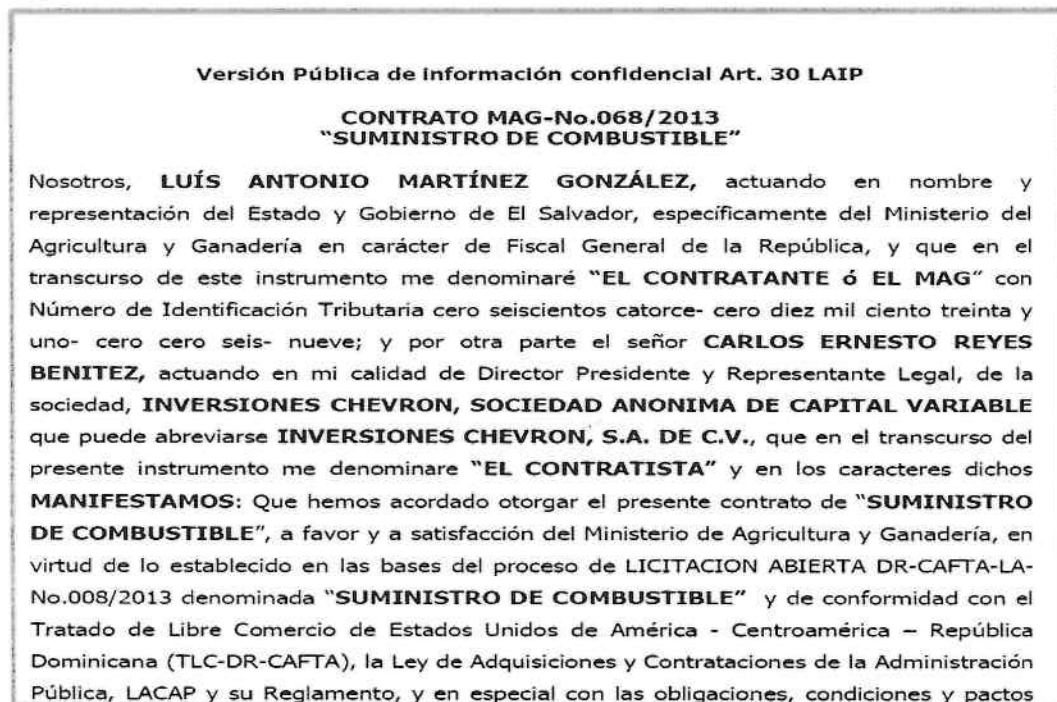 Versión Pública de información confidencial Art. 30 LAIP
CONTRATO MAG-No.068/2013
“SUMINISTRO DE COMBUSTIBLE”
Nosotros, LUÍS ANTONIO MARTÍNEZ GONZÁLEZ, actuando en nombre y
representación del Estado y Gobierno de El Salvador, específicamente del Ministerio del
Agricultura y Ganadería en carácter de Fiscal General de la República, y que en el
transcurso de este instrumento me denominaré “EL CONTRATANTE ó EL MAG” con
Número de Identificación Tributaria cero seiscientos catorce- cero diez mil ciento treinta y
uno- cero cero seis- nueve; y por otra parte el señor CARLOS ERNESTO REYES
BENITEZ, actuando en mi calidad de Director Presidente y Representante Legal, de la
sociedad, INVERSIONES CHEVRON, SOCIEDAD ANONIMA DE CAPITAL VARIABLE
que puede abreviarse INVERSIONES CHEVRON, S.A. DE C.V., que en el transcurso del
presente instrumento me denominare “EL CONTRATISTA” y en los caracteres dichos
MANIFESTAMOS: Que hemos acordado otorgar el presente contrato de “SUMINISTRO
DE COMBUSTIBLE”, a favor y a satisfacción del Ministerio de Agricultura y Ganadería, en
virtud de lo establecido en las bases del proceso de LICITACION ABIERTA DR-CAFTA-LA-
No.008/2013 denominada “SUMINISTRO DE COMBUSTIBLE” y de conformidad con el
Tratado de Libre Comercio de Estados Unidos de América - Centroamérica – República
Dominicana (TLC-DR-CAFTA), la Ley de Adquisiciones y Contrataciones de la Administración
Pública, LACAP y su Reglamento, y en especial con las obligaciones, condiciones y pactos